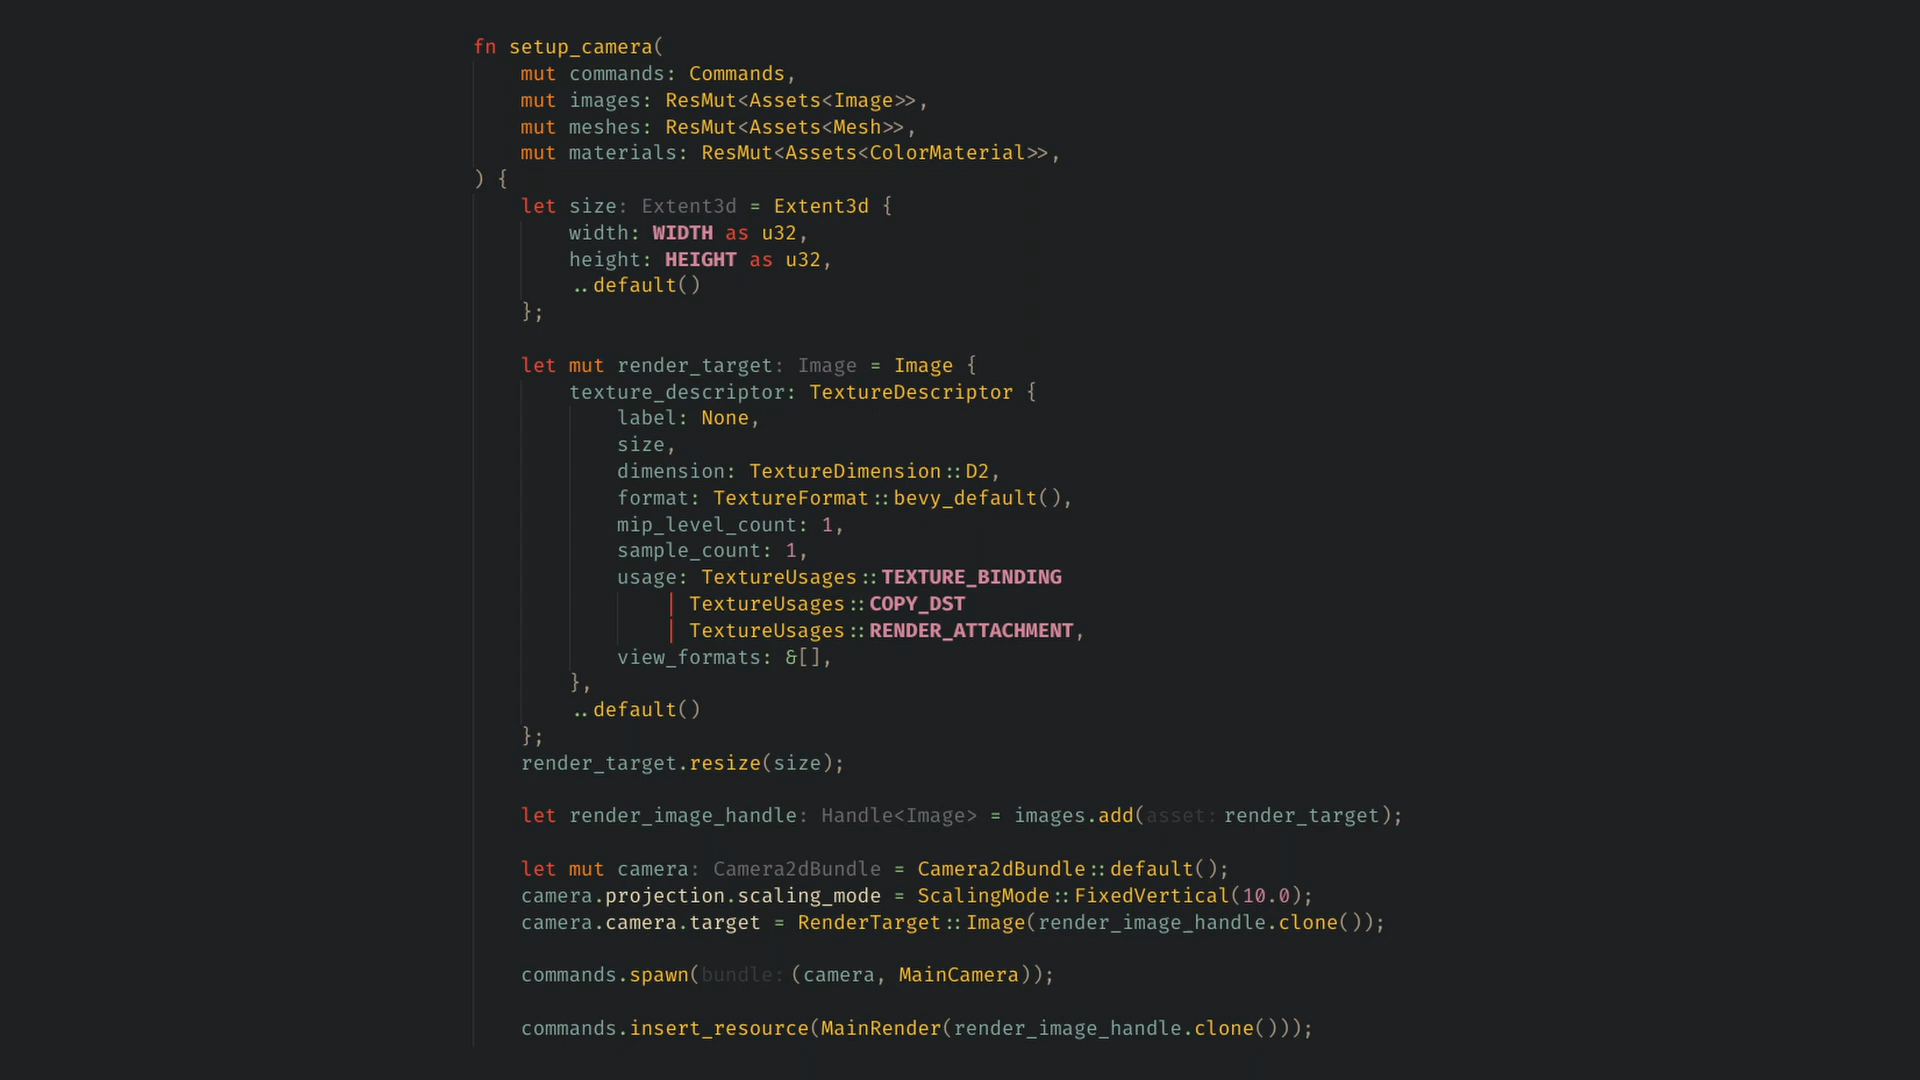 fn setup_camera(
    mut commands: Commands,
    mut images: ResMut<Assets<Image>>,
    mut meshes: ResMut<Assets<Mesh>>,
    mut materials: ResMut<Assets<ColorMaterial>>,
) {
    let size: Extent3d = Extent3d {
        width: WIDTH as u32,
        height: HEIGHT as u32,
        ..default()
    };

    let mut render_target: Image = Image {
        texture_descriptor: TextureDescriptor {
            label: None,
            size,
            dimension: TextureDimension::D2,
            format: TextureFormat::bevy_default(),
            mip_level_count: 1,
            sample_count: 1,
            usage: TextureUsages::TEXTURE_BINDING
                | TextureUsages::COPY_DST
                | TextureUsages::RENDER_ATTACHMENT,
            view_formats: &[],
        },
        ..default()
    };
    render_target.resize(size);

    let render_image_handle: Handle<Image> = images.add(asset: render_target);

    let mut camera: Camera2dBundle = Camera2dBundle::default();
    camera.projection.scaling_mode = ScalingMode::FixedVertical(10.0);
    camera.camera.target = RenderTarget::Image(render_image_handle.clone());

    commands.spawn(bundle: (camera, MainCamera));

    commands.insert_resource(MainRender(render_image_handle.clone()));